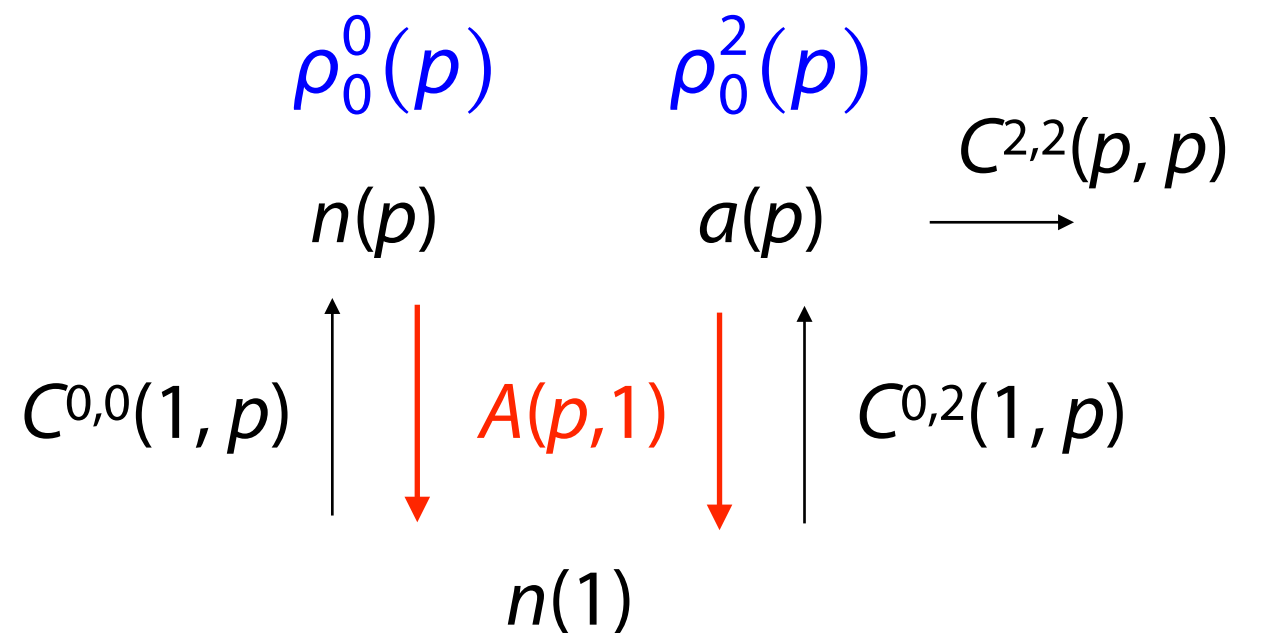 ρ₀⁰(p) ρ₀²(p)
C²,²(p, p)
n(p) a(p)
C⁰,⁰(1, p) A(p,1) C⁰,²(1, p)
n(1)